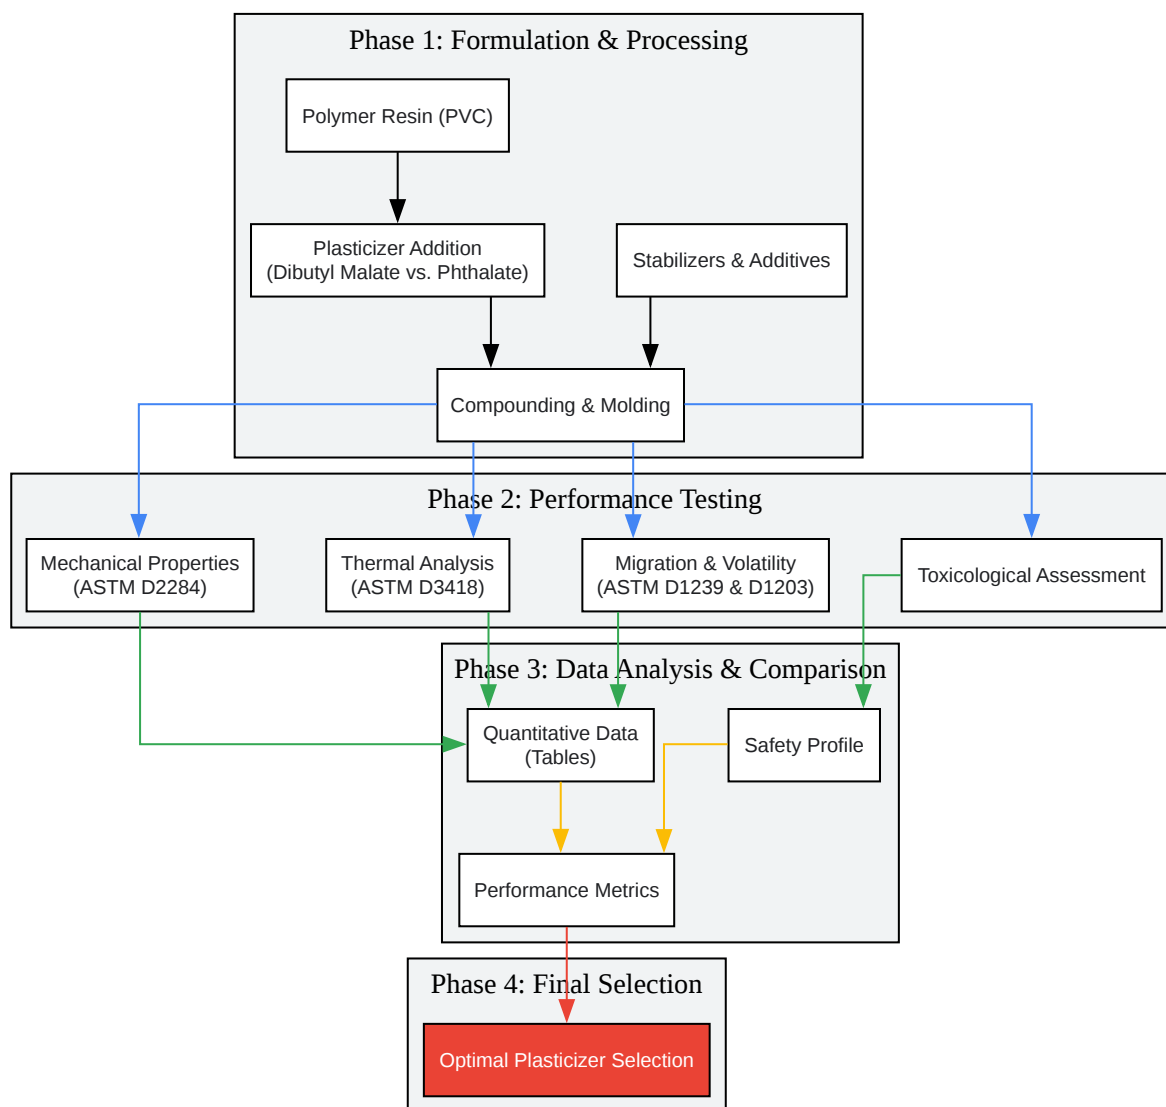 Phase 1: Formulation & Processing
Polymer Resin (PVC)
Plasticizer Addition
(Dibutyl Malate vs. Phthalate)
Stabilizers & Additives
Compounding & Molding
Phase 2: Performance Testing
Mechanical Properties
(ASTM D2284)
Thermal Analysis
(ASTM D3418)
Migration & Volatility
(ASTM D1239 & D1203)
Toxicological Assessment
Phase 3: Data Analysis & Comparison
Quantitative Data
(Tables)
Safety Profile
Performance Metrics
Phase 4: Final Selection
Optimal Plasticizer Selection